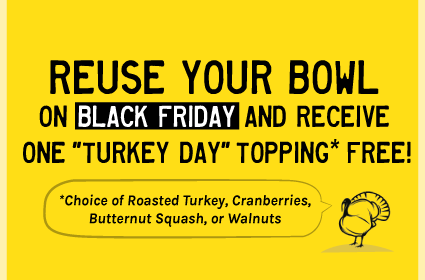 REUSE YOUR BOWL
ON BLACK FRIDAY AND RECEIVE
ONE "TURKEY DAY" TOPPING* FREE!
*Choice of Roasted Turkey, Cranberries,
Butternut Squash, or Walnuts